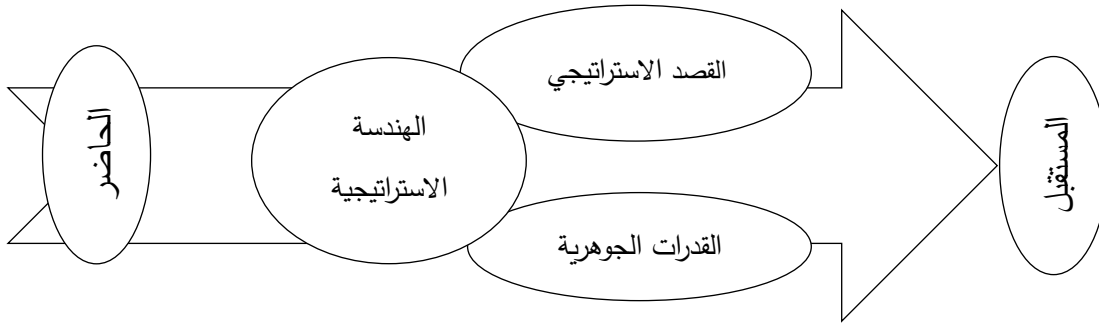 القصد الاستراتيجي
الهندسة
الاستراتيجية
القدرات الجوهرية
الحاضر
المستقبل